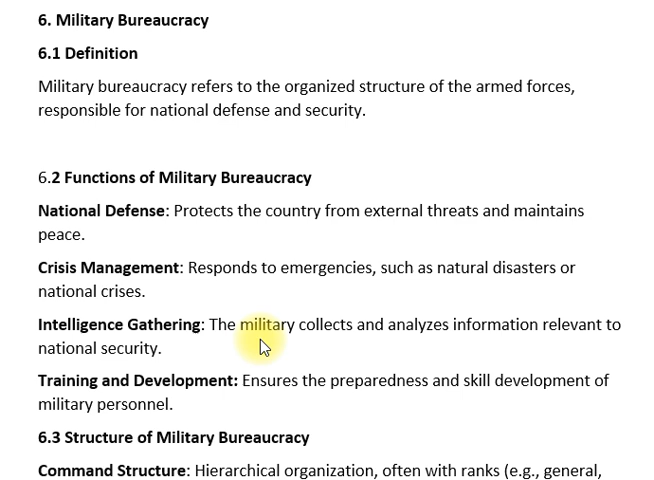 6. Military Bureaucracy
6.1 Definition
Military bureaucracy refers to the organized structure of the armed forces,
responsible for national defense and security.
6.2 Functions of Military Bureaucracy
National Defense: Protects the country from external threats and maintains
peace.
Crisis Management: Responds to emergencies, such as natural disasters or
national crises.
Intelligence Gathering: The military collects and analyzes information relevant to
national security.
Training and Development: Ensures the preparedness and skill development of
military personnel.
6.3 Structure of Military Bureaucracy
Command Structure: Hierarchical organization, often with ranks (e.g., general,